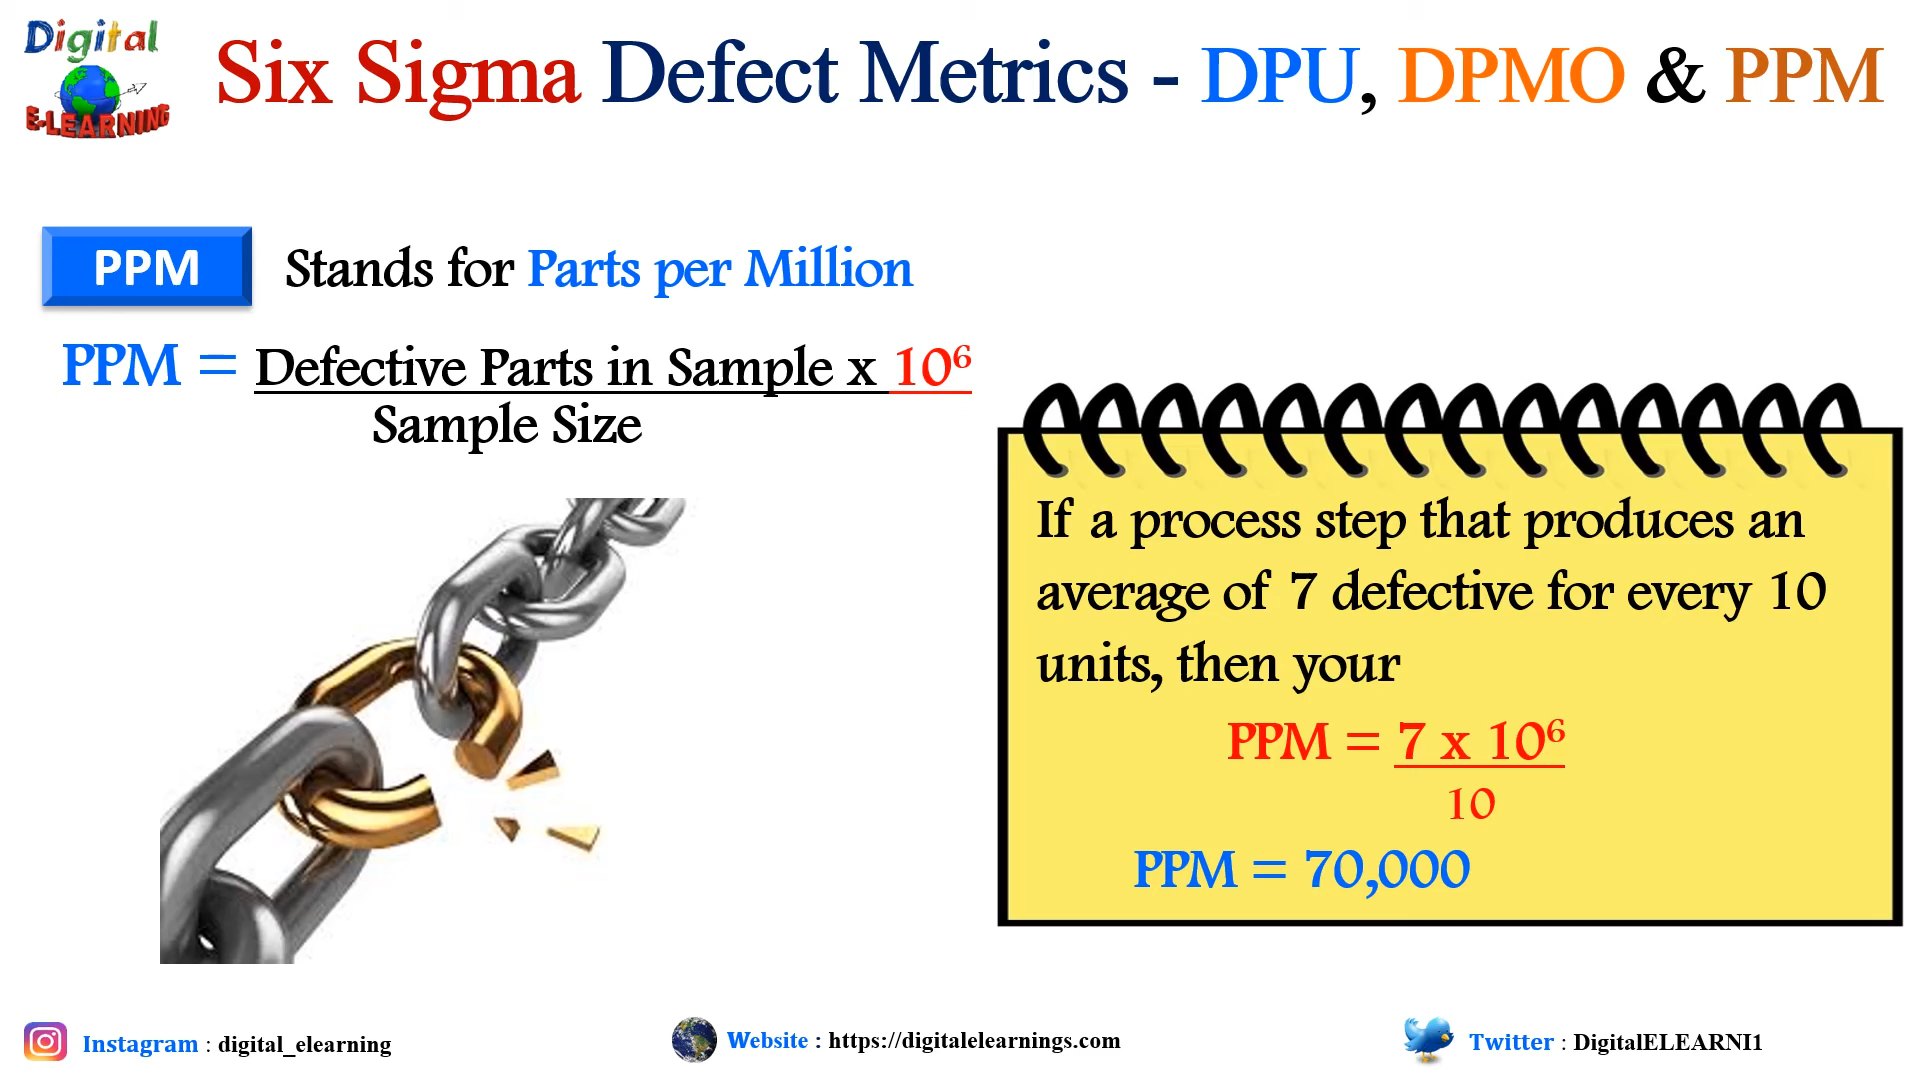 Digital
E-LEARNING
Six Sigma Defect Metrics - DPU, DPMO & PPM
PPM Stands for Parts per Million
PPM = Defective Parts in Sample x 10⁶
Sample Size
If a process step that produces an
average of 7 defective for every 10
units, then your
PPM = 7 x 10⁶
10
PPM = 70,000
Instagram : digital_elearning
Website : https://digitalelearnings.com
Twitter : DigitalELEARNI1